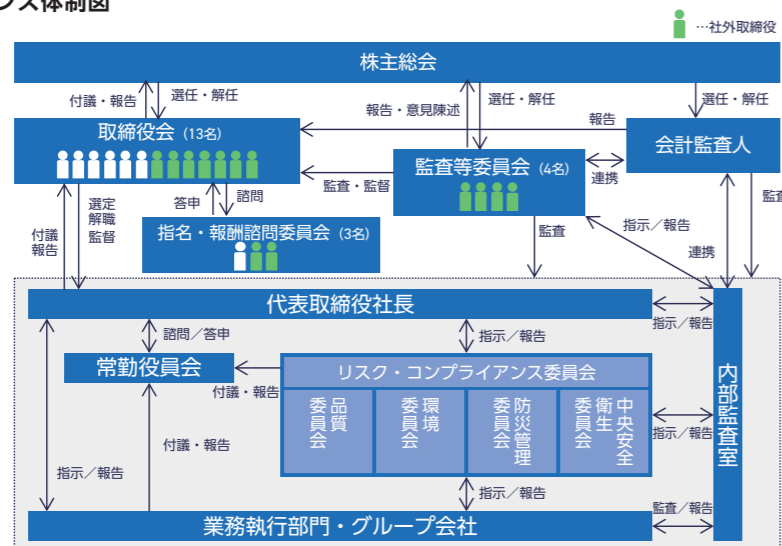 ンス体制図
…社外取締役
株主総会
付議・報告
選任・解任
報告・意見陳述
選任・解任
選任・解任
報告
取締役会（13名）
監査等委員会（4名）
会計監査人
監査・監督
連携
監査
答申
諮問
選定
解職
監督
付議
報告
指名・報酬諮問委員会（3名）
監査
指示／報告
連携
代表取締役社長
指示／報告
諮問／答申
指示／報告
常勤役員会
付議・報告
リスク・コンプライアンス委員会
品質
委員会
環境
委員会
防災管理
委員会
中央安全
衛生
委員会
内部監査室
指示／報告
付議・報告
指示／報告
指示／報告
監査／報告
業務執行部門・グループ会社